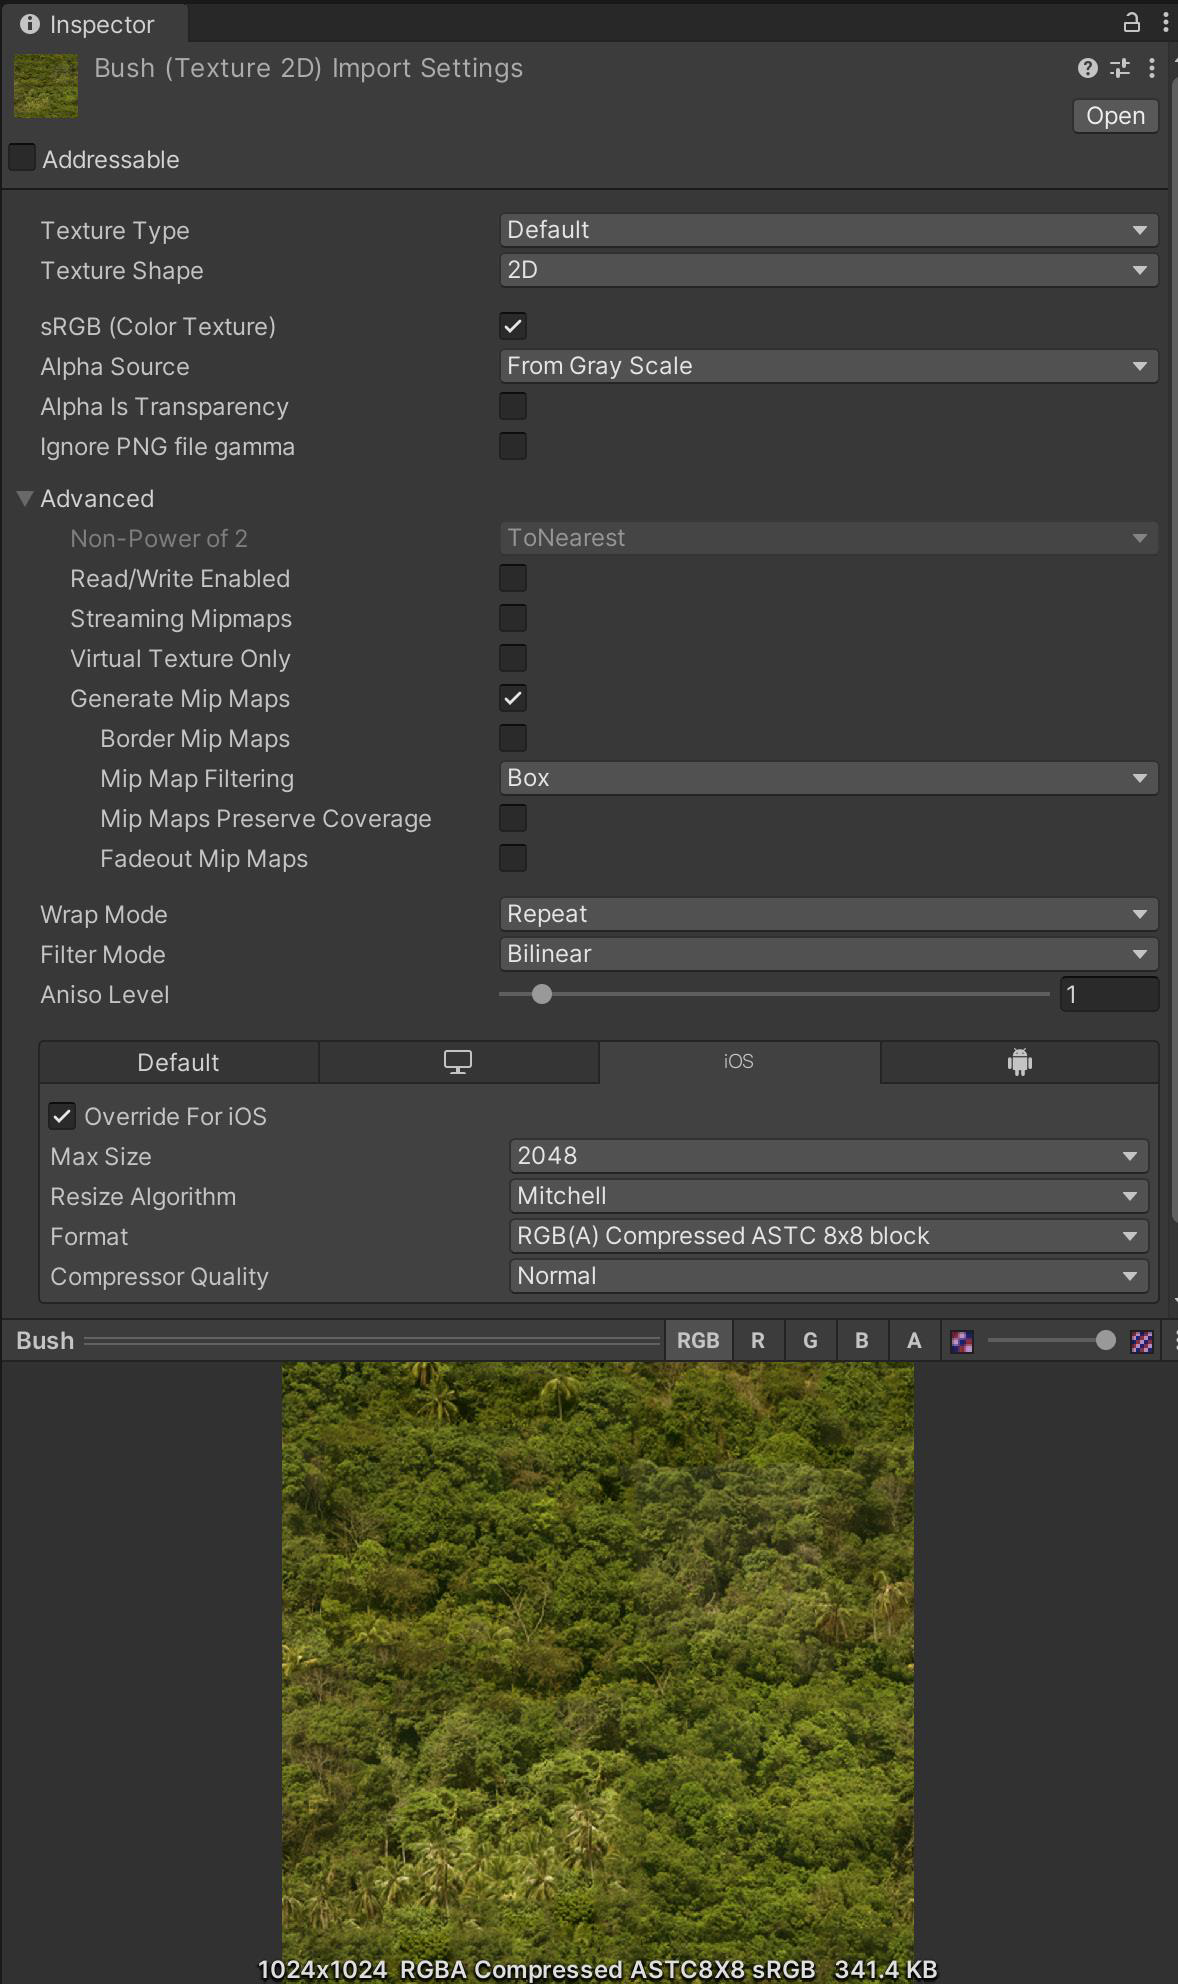 Inspector
Bush (Texture 2D) Import Settings
Open
Addressable
Texture Type Default
Texture Shape 2D
sRGB (Color Texture)
Alpha Source From Gray Scale
Alpha Is Transparency
Ignore PNG file gamma
Advanced
Non-Power of 2 ToNearest
Read/Write Enabled
Streaming Mipmaps
Virtual Texture Only
Generate Mip Maps
Border Mip Maps
Mip Map Filtering Box
Mip Maps Preserve Coverage
Fadeout Mip Maps
Wrap Mode Repeat
Filter Mode Bilinear
Aniso Level 1
Default iOS
Override For iOS
Max Size 2048
Resize Algorithm Mitchell
Format RGB(A) Compressed ASTC 8x8 block
Compressor Quality Normal
Bush RGB R G B A
1024x1024 RGBA Compressed ASTC8X8 sRGB 341.4 KB